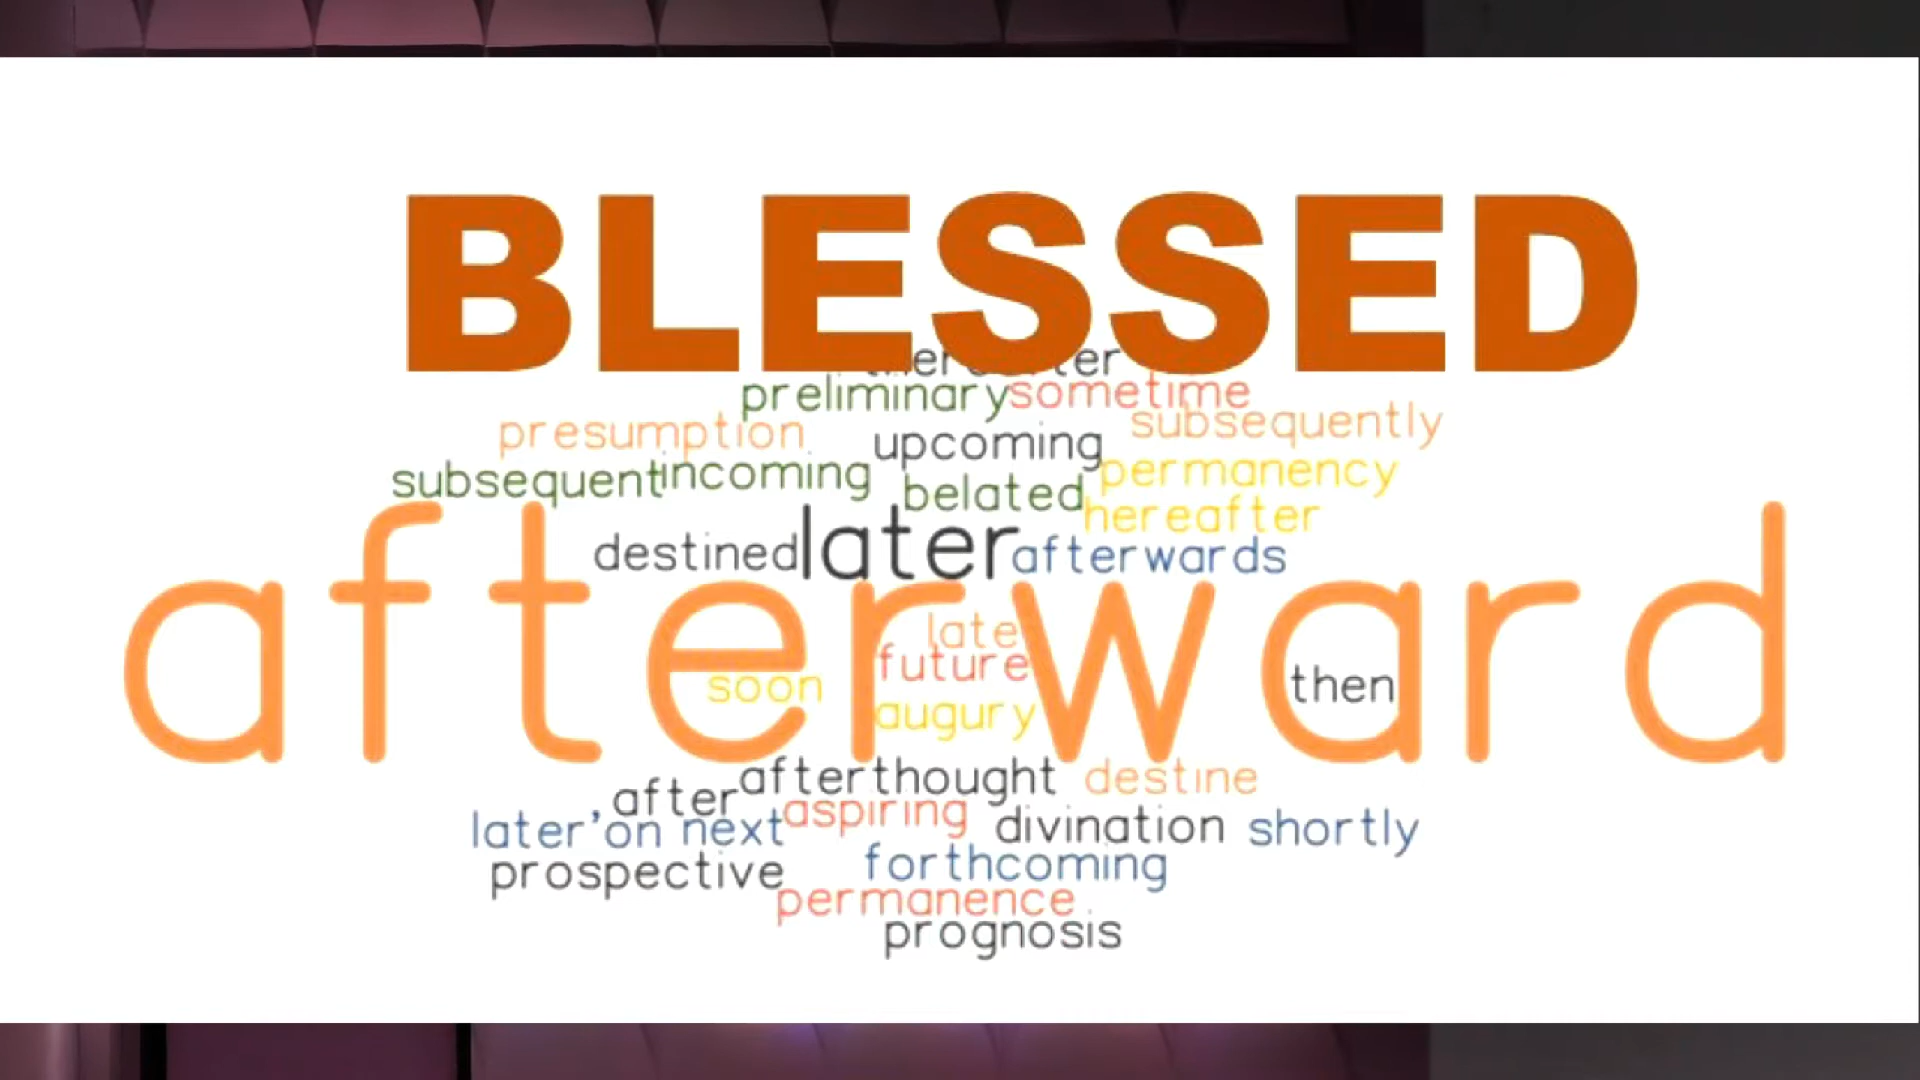 BLESSED
preliminary sometime
presumption upcoming subsequently
subsequent incoming belated permanency
hereafter
destined later afterwards
afterward
late
future
soon augury then
after afterthought destine
later'on next aspiring divination shortly
prospective forthcoming
permanence
prognosis